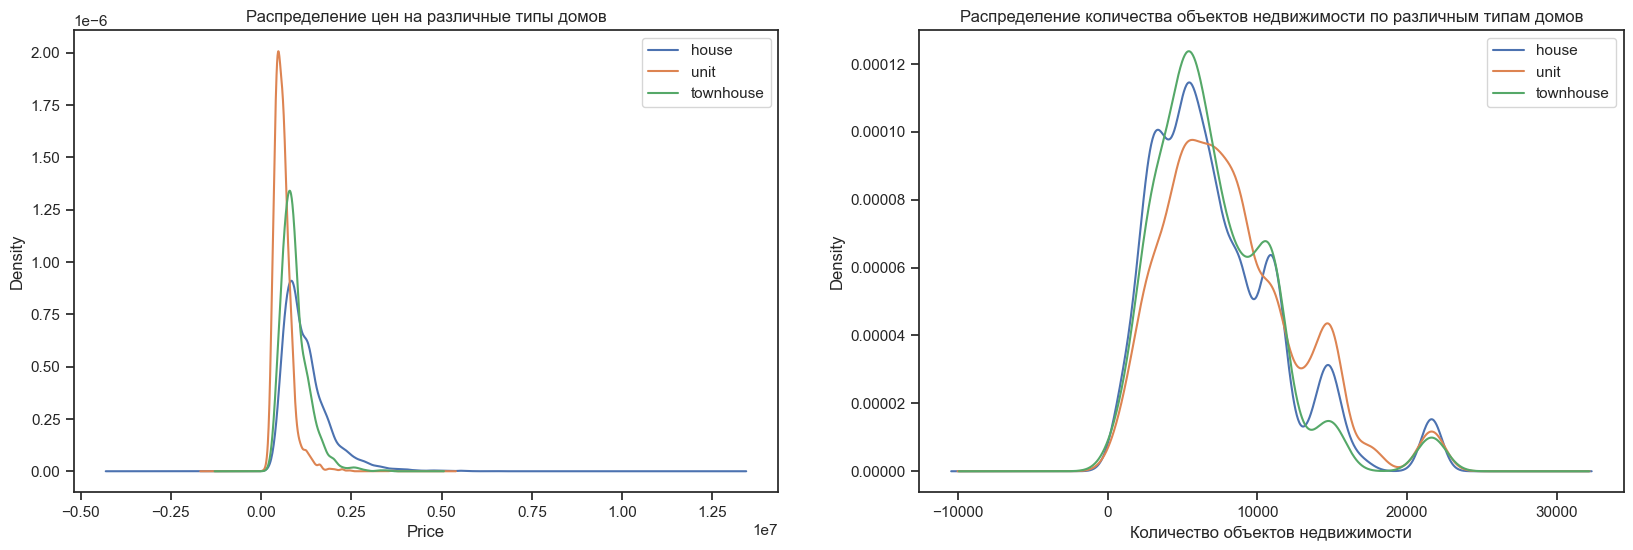 Распределение цен на различные типы домов
1e−6
2.00
1.75
1.50
1.25
1.00
0.75
0.50
0.25
0.00
Density
house
unit
townhouse
−0.50
−0.25
0.00
0.25
0.50
0.75
1.00
1.25
1e7
Price
Распределение количества объектов недвижимости по различным типам домов
0.00012
0.00010
0.00008
0.00006
0.00004
0.00002
0.00000
Density
house
unit
townhouse
−10000
0
10000
20000
30000
Количество объектов недвижимости